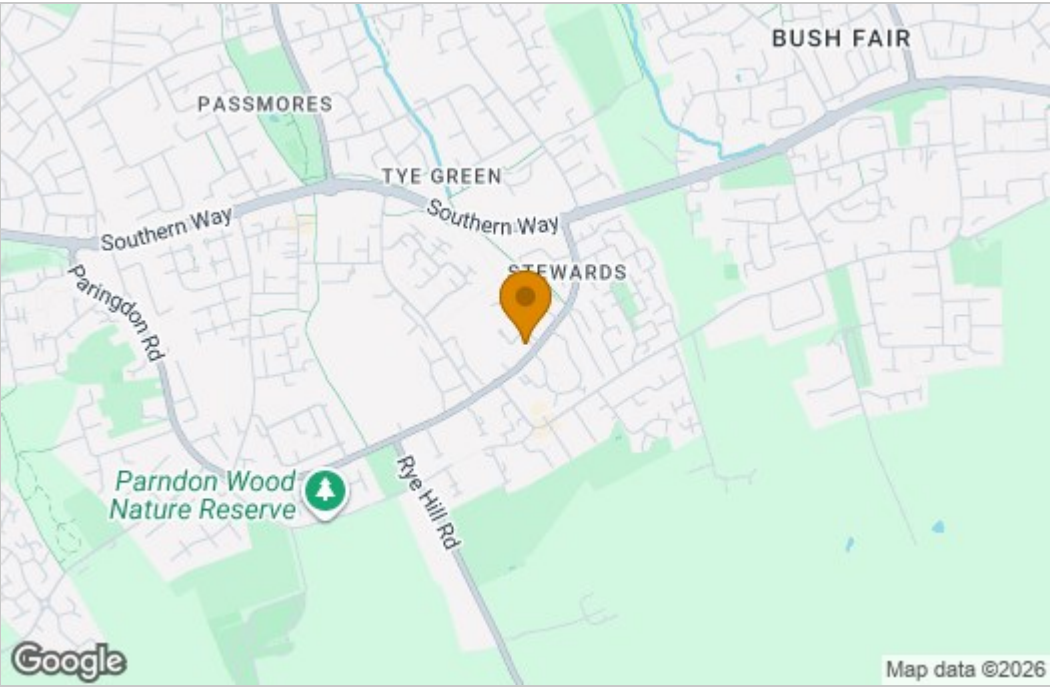 BUSH FAIR
PASSMORES
TYE GREEN
Southern Way
Southern Way
STEWARDS
Paringdon Rd
Parndon Wood
Nature Reserve
Rye Hill Rd
Google
Map data ©2026